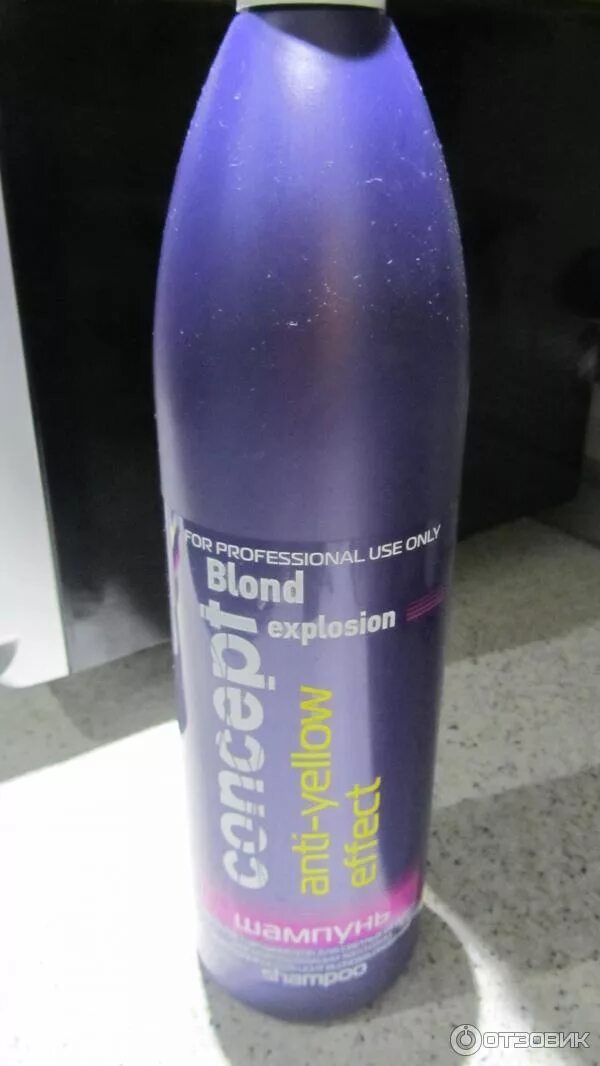 FOR PROFESSIONAL USE ONLY
Blond
explosion
concept
anti-yellow
effect
шампунь
shampoo
ОТЗОВИК